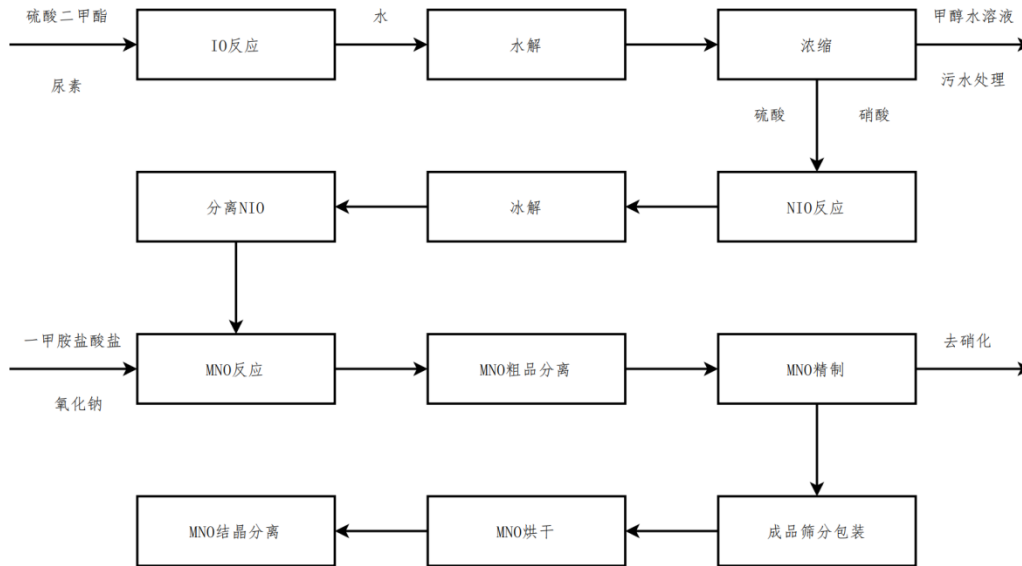 硫酸二甲酯
尿素
IO反应
水
水解
浓缩
甲醇水溶液
污水处理
硫酸
硝酸
分离NIO
冰解
NIO反应
一甲胺盐酸盐
氧化钠
MNO反应
MNO粗品分离
MNO精制
去硝化
MNO结晶分离
MNO烘干
成品筛分包装